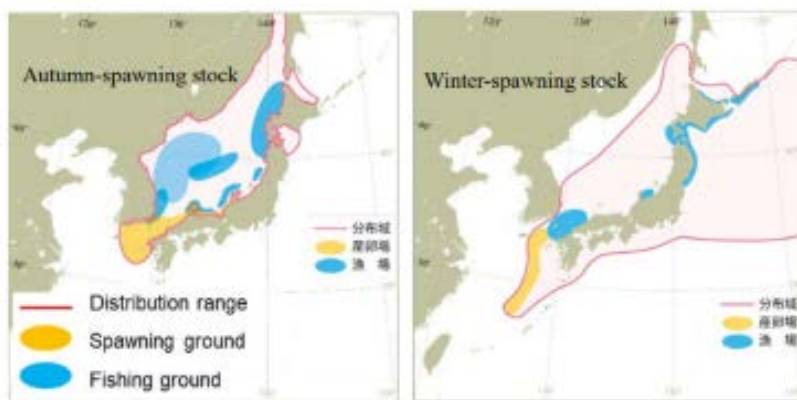 Autumn-spawning stock
分布域
産卵場
漁 場
Distribution range
Spawning ground
Fishing ground
Winter-spawning stock
分布域
産卵場
漁 場